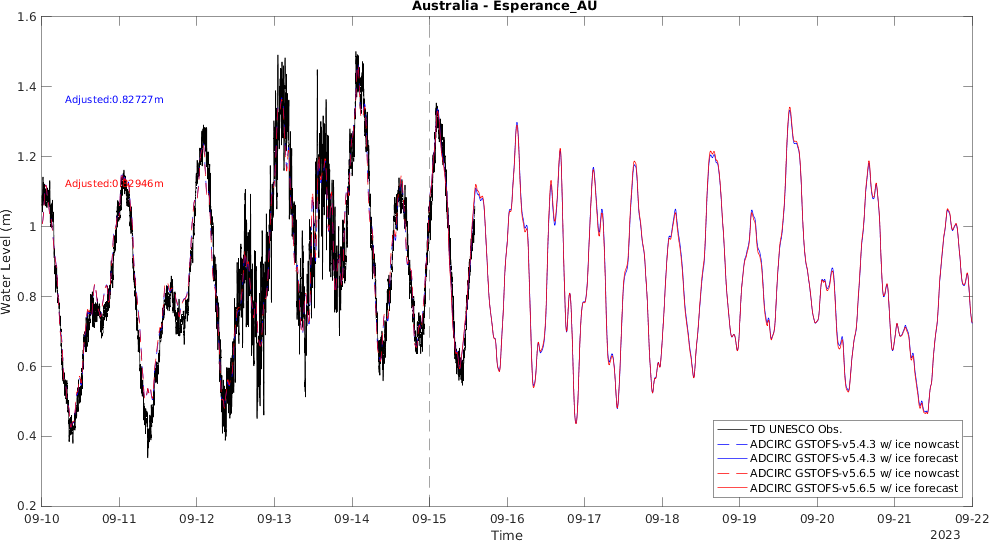 Australia - Esperance_AU
1.6
1.4
1.2
1
0.8
0.6
0.4
0.2
Water Level (m)
Adjusted:0.82727m
Adjusted:0.82946m
TD UNESCO Obs.
ADCIRC GSTOFS-v5.4.3 w/ ice nowcast
ADCIRC GSTOFS-v5.4.3 w/ ice forecast
ADCIRC GSTOFS-v5.6.5 w/ ice nowcast
ADCIRC GSTOFS-v5.6.5 w/ ice forecast
09-10 09-11 09-12 09-13 09-14 09-15 09-16 09-17 09-18 09-19 09-20 09-21 09-22
Time
2023